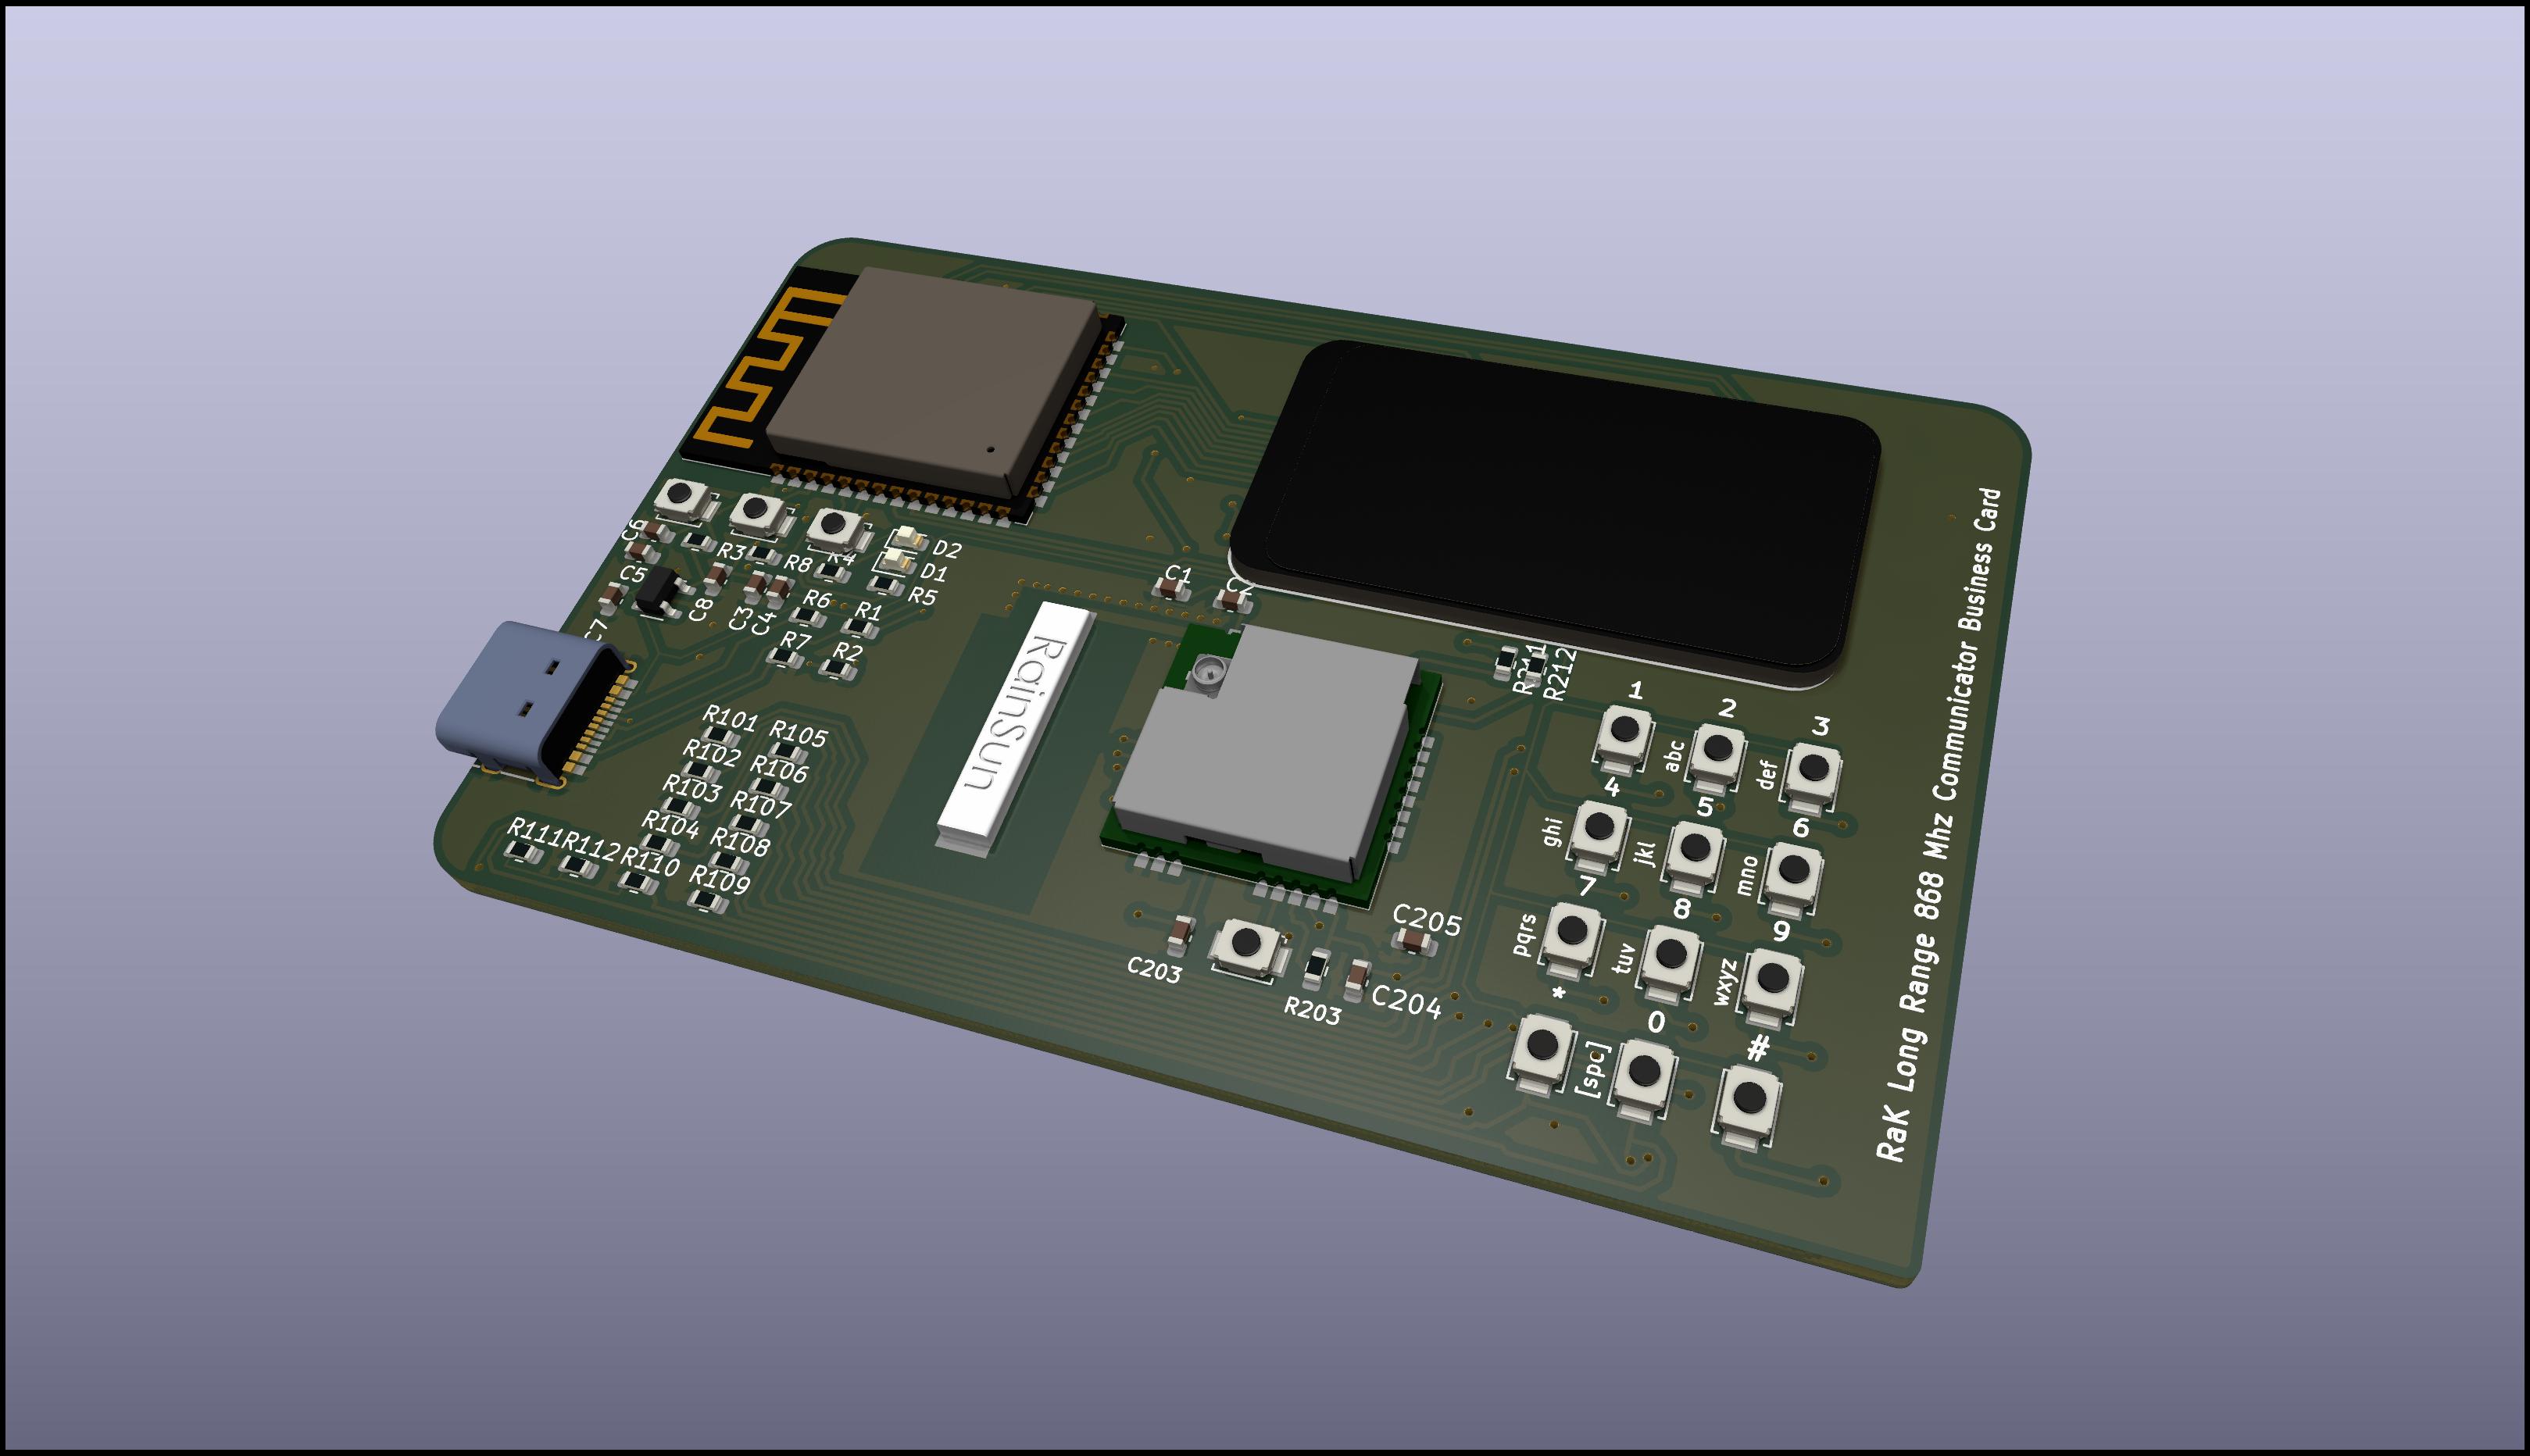 C6
R3
R8
R4
D2
D1
R5
C5
C8
C3
C4
R6
R1
R7
R2
C7
C1
C2
RainSun
R101
R105
R102
R106
R103
R107
R104
R108
R111
R112
R110
R109
R211
R212
1
2
3
abc
def
4
5
6
ghi
jkl
mno
7
8
9
pqrs
tuv
wxyz
*
0
#
[spc]
C203
R203
C204
C205
RaK Long Range 868 Mhz Communicator Business Card